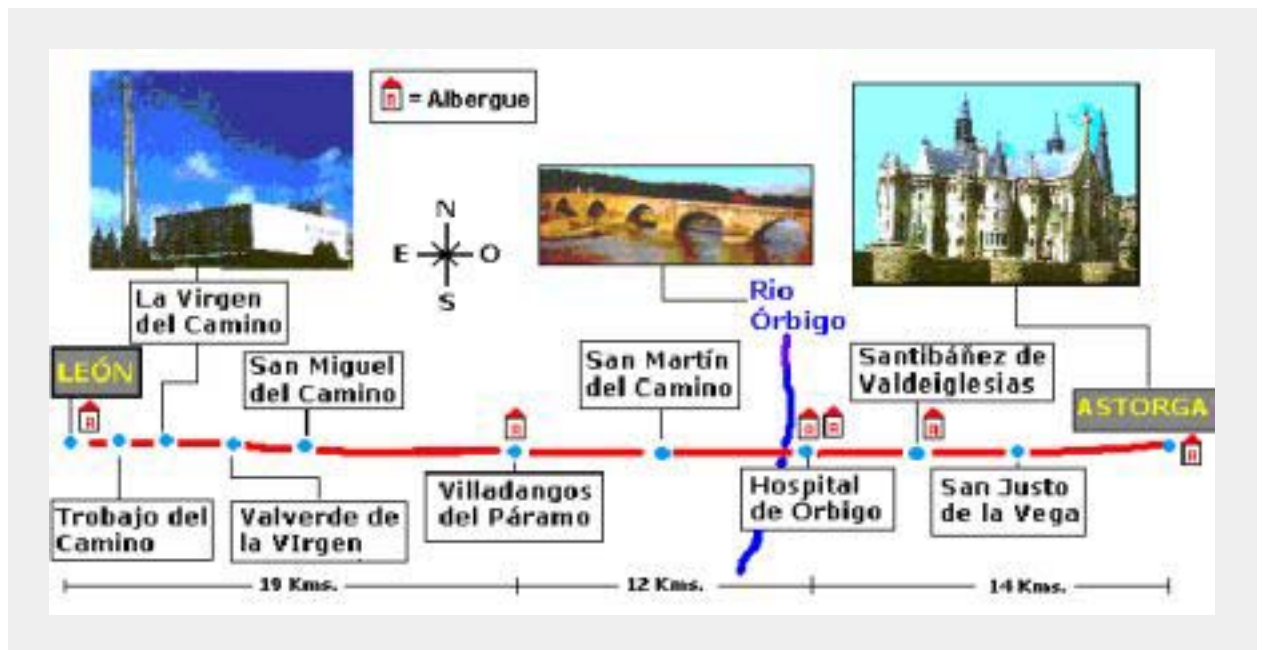 = Albergue
N
E
O
S
Rio
Órbigo
La Virgen
del Camino
LEÓN
San Miguel
del Camino
San Martín
del Camino
Santibáñez de
Valdeiglesias
ASTORGA
Trobajo del
Camino
Valverde de
la VIrgen
Villadangos
del Páramo
Hospital
de Órbigo
San Justo
de la Vega
19 Kms.
12 Kms.
14 Kms.